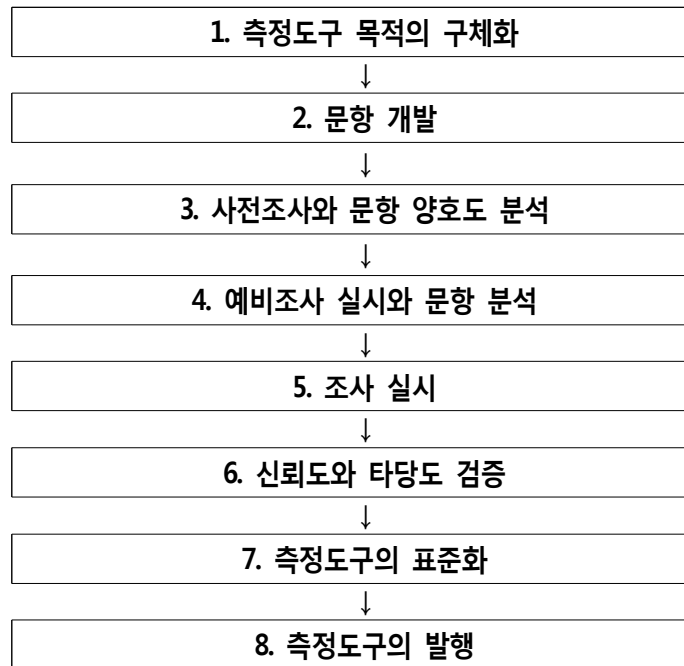 1. 측정도구 목적의 구체화
↓
2. 문항 개발
↓
3. 사전조사와 문항 양호도 분석
↓
4. 예비조사 실시와 문항 분석
↓
5. 조사 실시
↓
6. 신뢰도와 타당도 검증
↓
7. 측정도구의 표준화
↓
8. 측정도구의 발행